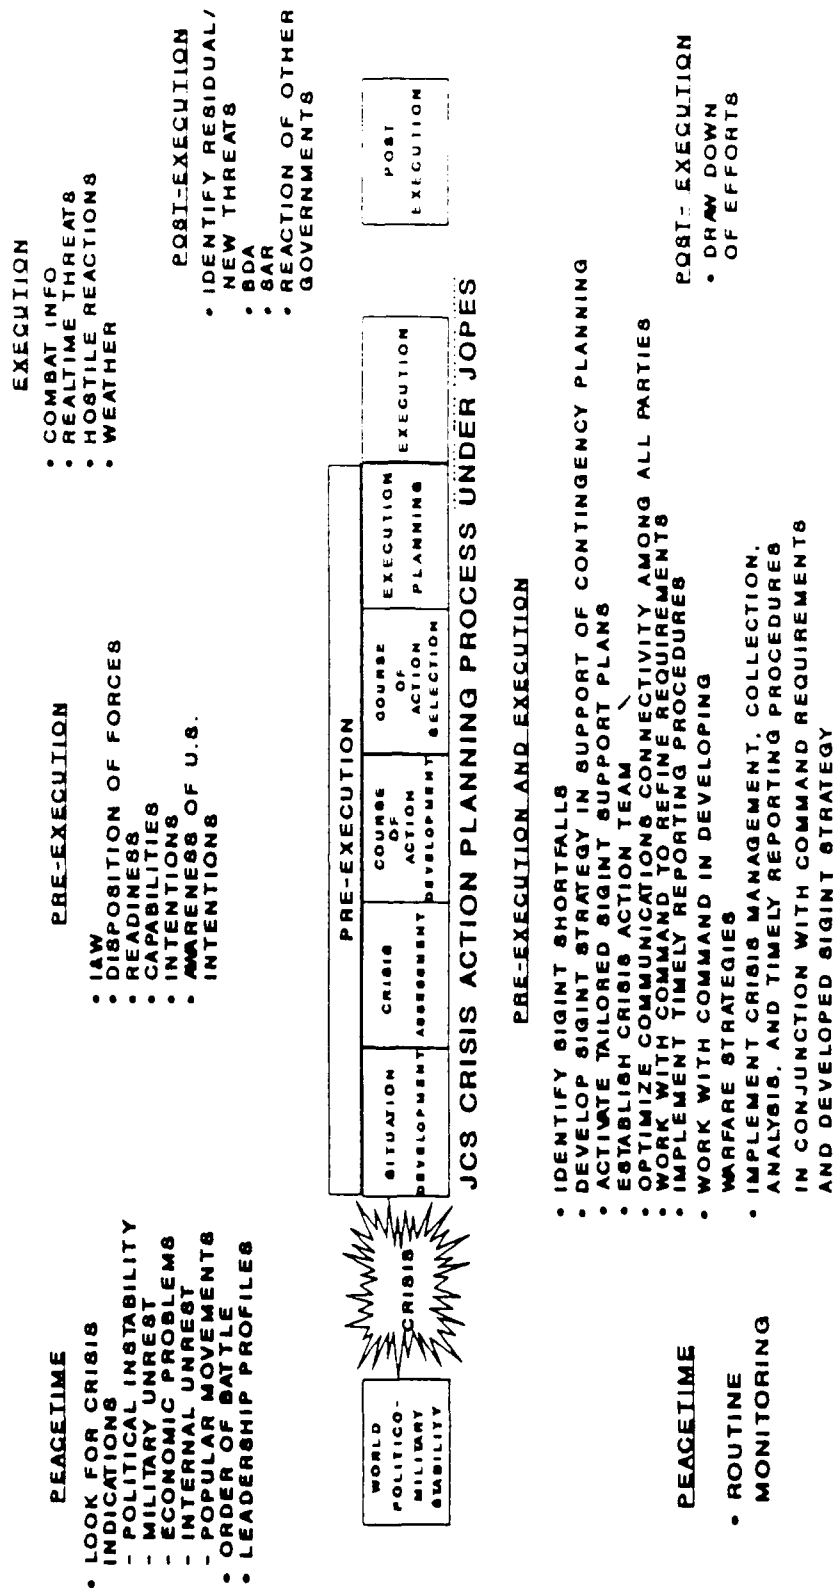 PEACETIME
• LOOK FOR CRISIS
INDICATIONS
- POLITICAL INSTABILITY
- MILITARY UNREST
- ECONOMIC PROBLEMS
- INTERNAL UNREST
- POPULAR MOVEMENTS
• ORDER OF BATTLE
• LEADERSHIP PROFILES
PRE-EXECUTION
• I&W
• DISPOSITION OF FORCES
• READINESS
• CAPABILITIES
• INTENTIONS
• AWARENESS OF U.S.
INTENTIONS
EXECUTION
• COMBAT INFO
• REALTIME THREATS
• HOSTILE REACTIONS
• WEATHER
POST-EXECUTION
• IDENTIFY RESIDUAL/
NEW THREATS
• BDA
• SAR
• REACTION OF OTHER
GOVERNMENTS
WORLD
POLITICO-
MILITARY
STABILITY
CRISIS
PRE-EXECUTION
SITUATION
DEVELOPMENT
CRISIS
ASSESSMENT
COURSE
OF
ACTION
DEVELOPMENT
COURSE
OF
ACTION
SELECTION
EXECUTION
PLANNING
EXECUTION
POST
EXECUTION
JCS CRISIS ACTION PLANNING PROCESS UNDER JOPES
PEACETIME
• ROUTINE
MONITORING
PRE-EXECUTION AND EXECUTION
• IDENTIFY SIGINT SHORTFALLS
• DEVELOP SIGINT STRATEGY IN SUPPORT OF CONTINGENCY PLANNING
• ACTIVATE TAILORED SIGINT SUPPORT PLANS
• ESTABLISH CRISIS ACTION TEAM
• OPTIMIZE COMMUNICATIONS CONNECTIVITY AMONG ALL PARTIES
• WORK WITH COMMAND TO REFINE REQUIREMENTS
• IMPLEMENT TIMELY REPORTING PROCEDURES
• WORK WITH COMMAND IN DEVELOPING
WARFARE STRATEGIES
• IMPLEMENT CRISIS MANAGEMENT, COLLECTION,
ANALYSIS, AND TIMELY REPORTING PROCEDURES
IN CONJUNCTION WITH COMMAND REQUIREMENTS
AND DEVELOPED SIGINT STRATEGY
POST-EXECUTION
• DRAW DOWN
OF EFFORTS